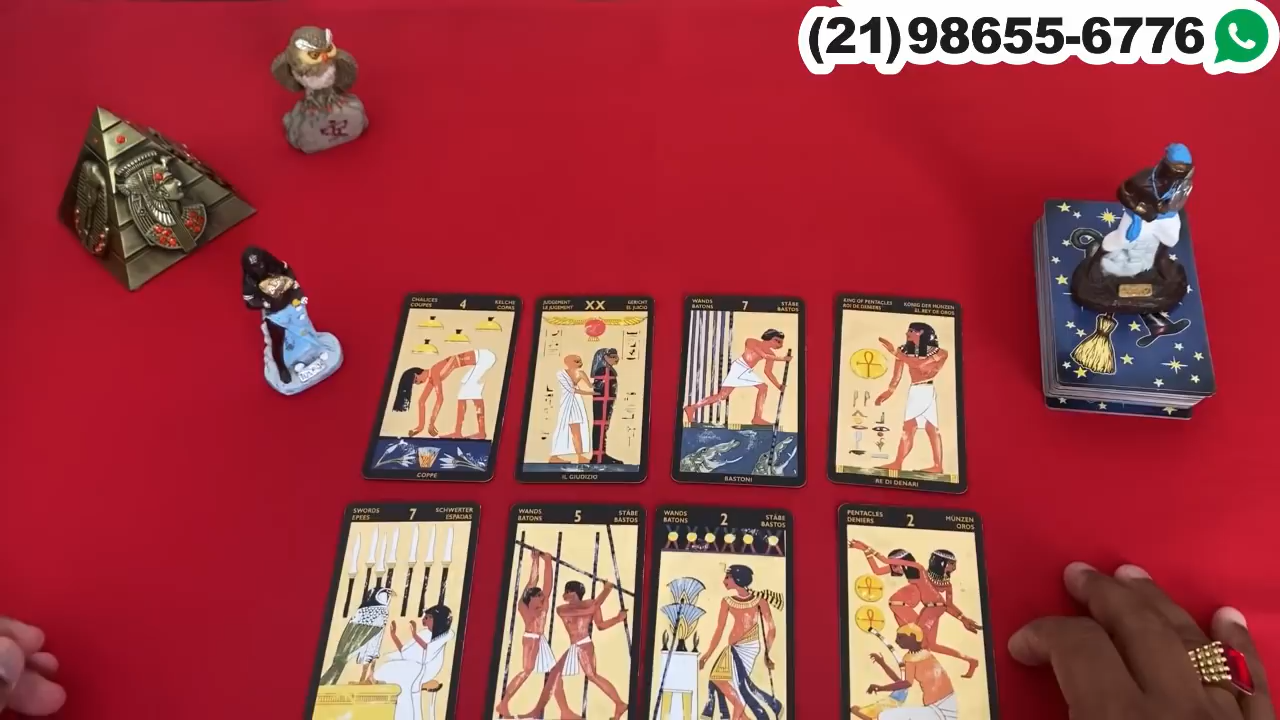 (21)98655-6776
CHALICES
COUPES
4
KELCHE
COPAS
COPPE
JUDGEMENT
LE JUGEMENT
XX
GERICHT
EL JUICIO
IL GIUDIZIO
WANDS
BATONS
7
STÄBE
BASTOS
BASTONI
KING OF PENTACLES
ROI DE DENIERS
KÖNIG DER MÜNZEN
EL REY DE OROS
RE DI DENARI
SWORDS
EPEES
7
SCHWERTER
ESPADAS
WANDS
BATONS
5
STÄBE
BASTOS
WANDS
BATONS
2
STÄBE
BASTOS
PENTACLES
DENIERS
2
MÜNZEN
OROS